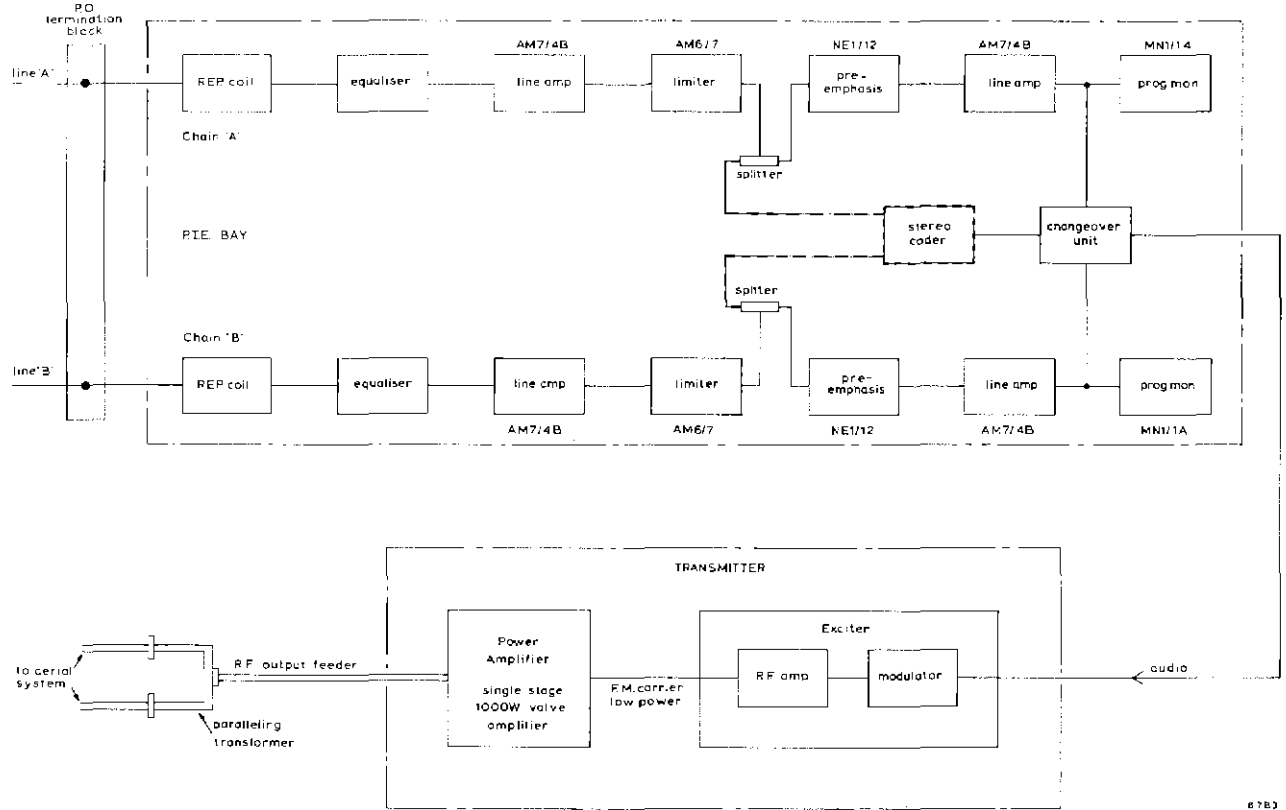 P.O
termination
block
AM7/4B
AM6/7
NE1/12
AM7/4B
MN1/14
line 'A'
REP. coil
equaliser
line amp
limiter
pre-
emphasis
line amp
prog mon
Chain 'A'
splitter
P.I.E. BAY
stereo
coder
changeover
unit
splitter
Chain 'B'
line 'B'
REP coil
equaliser
line amp
limiter
pre-
emphasis
line amp
prog mon
AM7/4B
AM6/7
NE1/12
AM7/4B
MN1/1A
TRANSMITTER
Exciter
to aerial
system
R.F. output feeder
Power
Amplifier
single stage
1000W valve
amplifier
F.M. carrier
low power
R.F amp
modulator
audio
paralleling
transformer